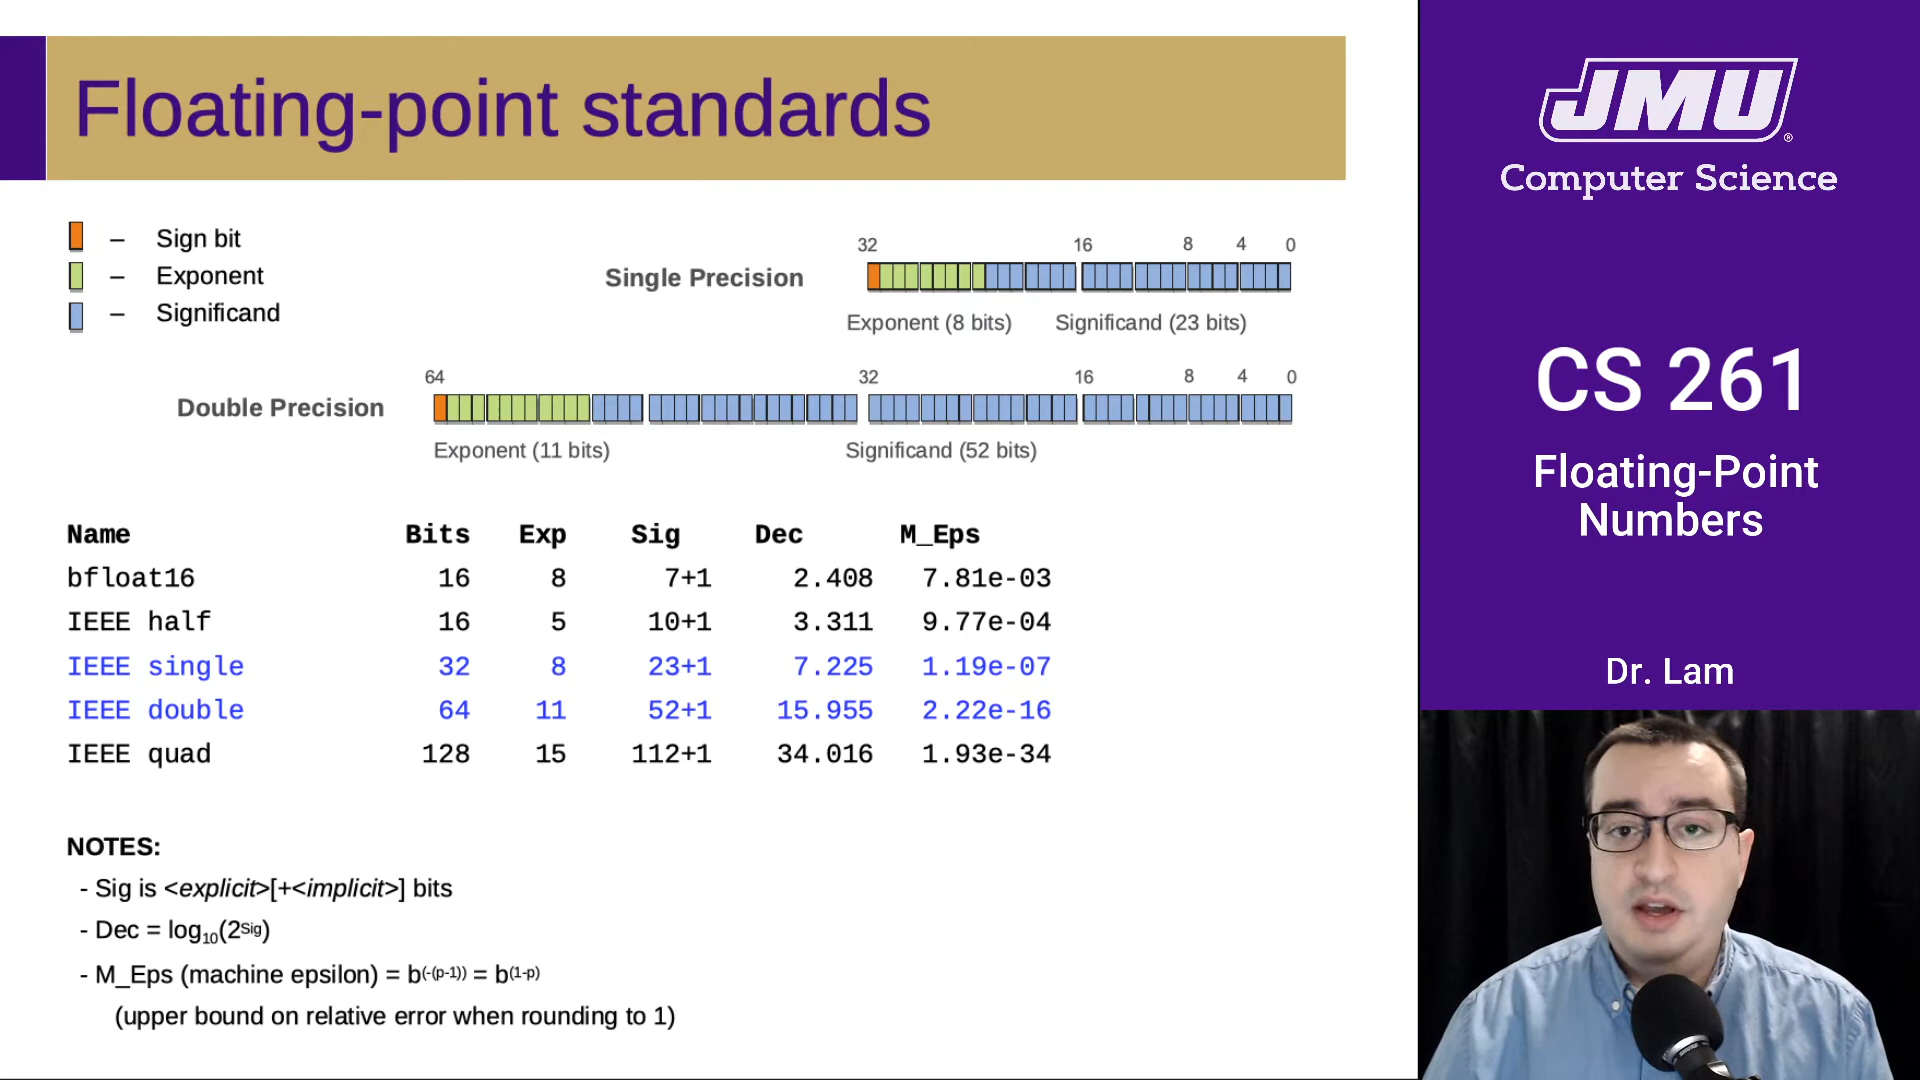 Floating-point standards
– Sign bit
– Exponent
– Significand
32 16 8 4 0
Single Precision
Exponent (8 bits) Significand (23 bits)
64 32 16 8 4 0
Double Precision
Exponent (11 bits) Significand (52 bits)
Name Bits Exp Sig Dec M_Eps
bfloat16 16 8 7+1 2.408 7.81e-03
IEEE half 16 5 10+1 3.311 9.77e-04
IEEE single 32 8 23+1 7.225 1.19e-07
IEEE double 64 11 52+1 15.955 2.22e-16
IEEE quad 128 15 112+1 34.016 1.93e-34
NOTES:
- Sig is <explicit>[+<implicit>] bits
- Dec = log10(2Sig)
- M_Eps (machine epsilon) = b(-(p-1)) = b(1-p)
(upper bound on relative error when rounding to 1)
JMU®
Computer Science
CS 261
Floating-Point
Numbers
Dr. Lam